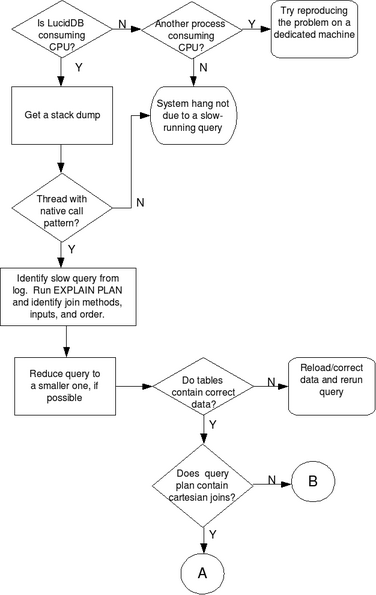 Is LucidDB
consuming
CPU?
N
Another process
consuming
CPU?
Y
Try reproducing
the problem on a
dedicated machine
Y
N
Get a stack dump
System hang not
due to a slow-
running query
Thread with
native call
pattern?
N
Y
Identify slow query from
log. Run EXPLAIN PLAN
and identify join methods,
inputs, and order.
Reduce query to
a smaller one, if
possible
Do tables
contain correct
data?
N
Reload/correct
data and rerun
query
Y
Does query
plan contain
cartesian joins?
N
B
Y
A